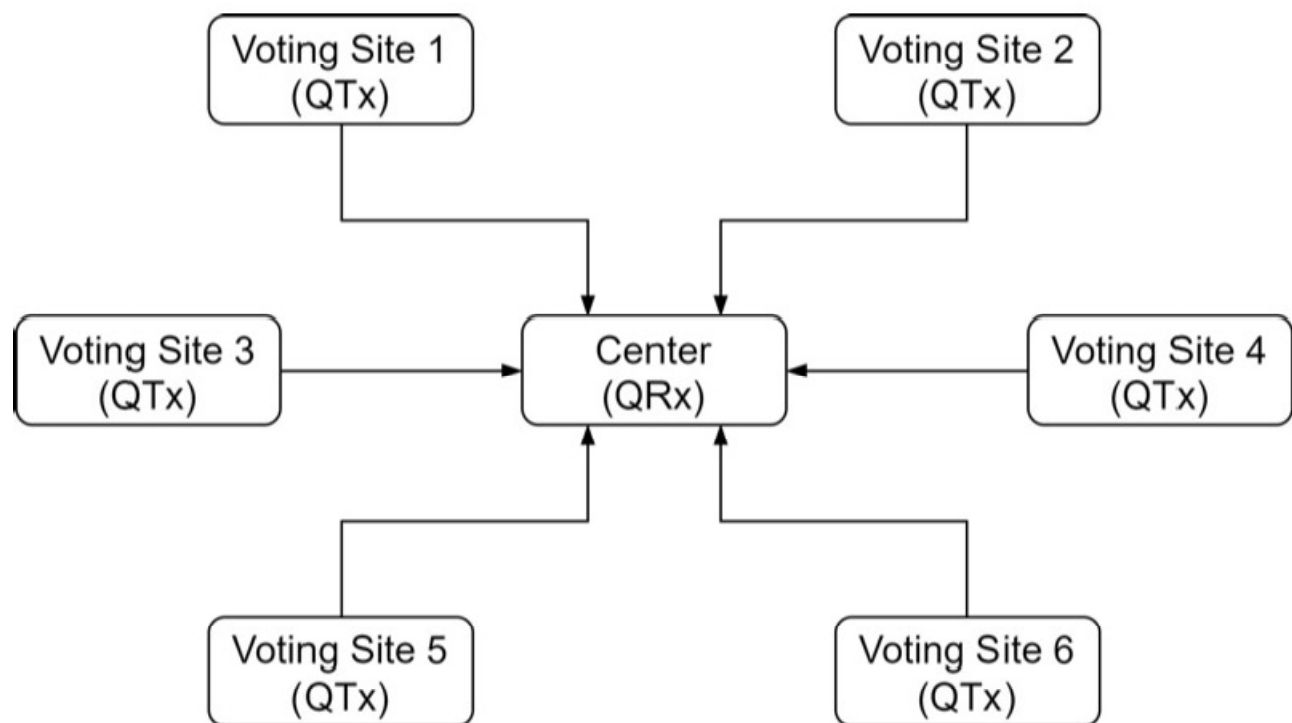 Voting Site 1
(QTx)
Voting Site 2
(QTx)
Voting Site 3
(QTx)
Center
(QRx)
Voting Site 4
(QTx)
Voting Site 5
(QTx)
Voting Site 6
(QTx)